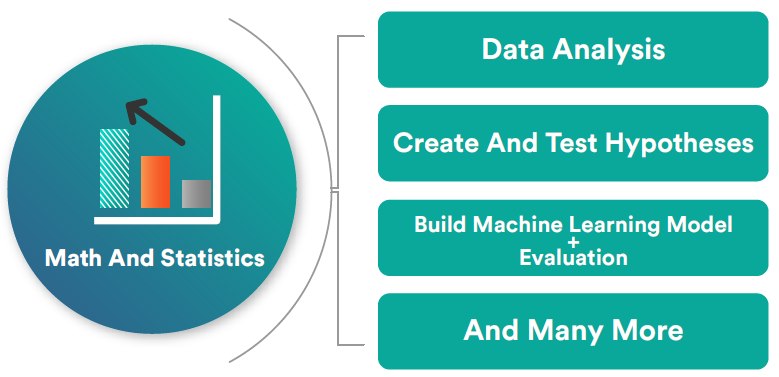 Math And Statistics
Data Analysis
Create And Test Hypotheses
Build Machine Learning Model
+
Evaluation
And Many More